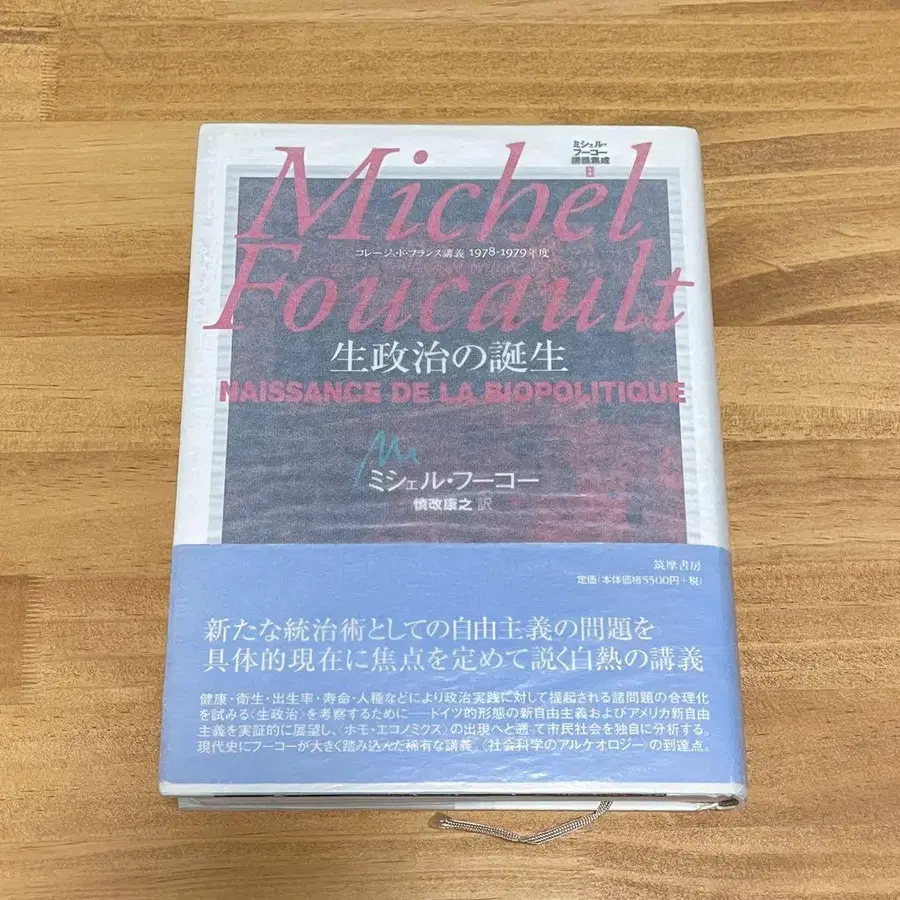 ミシェル・
フーコー
講義集成
8
Michel
コレージュ・ド・フランス講義 1978-1979年度
Foucault
生政治の誕生
NAISSANCE DE LA BIOPOLITIQUE
ミシェル・フーコー
慎改康之 訳
筑摩書房
定価(本体価格5500円+税)
新たな統治術としての自由主義の問題を
具体的現在に焦点を定めて説く白熱の講義
健康・衛生・出生率・寿命・人種などにより政治実践に対して提起される諸問題の合理化
を試みる〈生政治〉を考察するために――ドイツ的形態の新自由主義およびアメリカ新自由
主義を実証的に展望し、〈ホモ・エコノミクス〉の出現へと遡って市民社会を独自に分析する。
現代史にフーコーが大きく踏み込んだ稀有な講義、〈社会科学のアルケオロジー〉の到達点。